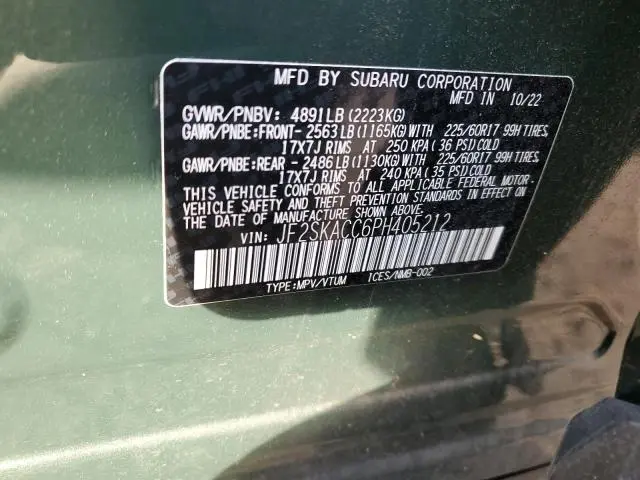 MFD BY SUBARU CORPORATION
MFD IN 10/22
GVWR/PNBV: 4891LB(2223KG)
GAWR/PNBE:FRONT- 2563LB(1165KG)WITH 225/60R17 99H TIRES,
17X7J RIMS AT 250 KPA(36 PSI)COLD
GAWR/PNBE:REAR - 2486LB(1130KG)WITH 225/60R17 99H TIRES,
17X7J RIMS AT 240 KPA(35 PSI)COLD
THIS VEHICLE CONFORMS TO ALL APPLICABLE FEDERAL MOTOR-
VEHICLE SAFETY AND THEFT PREVENTION STANDARDS IN EFFECT ON
THE DATE OF MANUFACTURE SHOWN ABOVE.
VIN: JF2SKACC6PH405212
TYPE:MPV/VTUM ICES/NMB-002